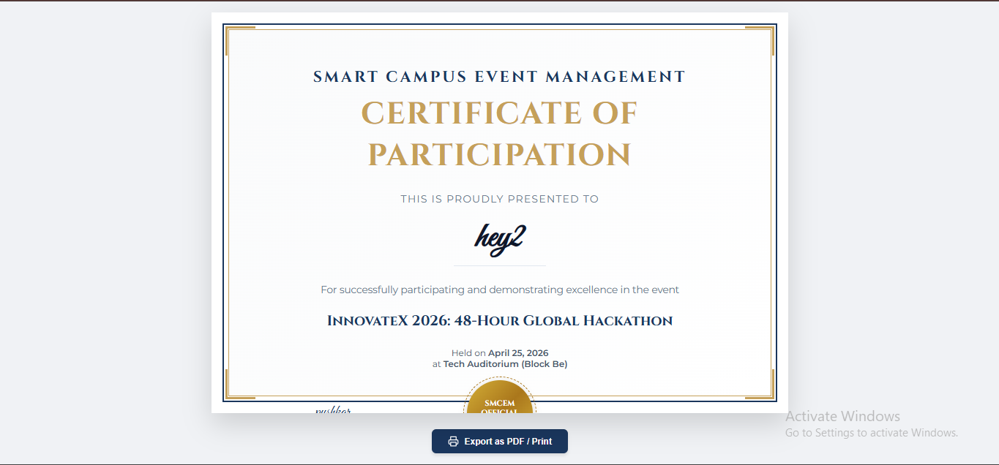 SMART CAMPUS EVENT MANAGEMENT
CERTIFICATE OF
PARTICIPATION
THIS IS PROUDLY PRESENTED TO
hey2
For successfully participating and demonstrating excellence in the event
InnovateX 2026: 48-Hour Global Hackathon
Held on April 25, 2026
at Tech Auditorium (Block Be)
SMCEM
OFFICIAL
pushkar
Export as PDF / Print
Activate Windows
Go to Settings to activate Windows.